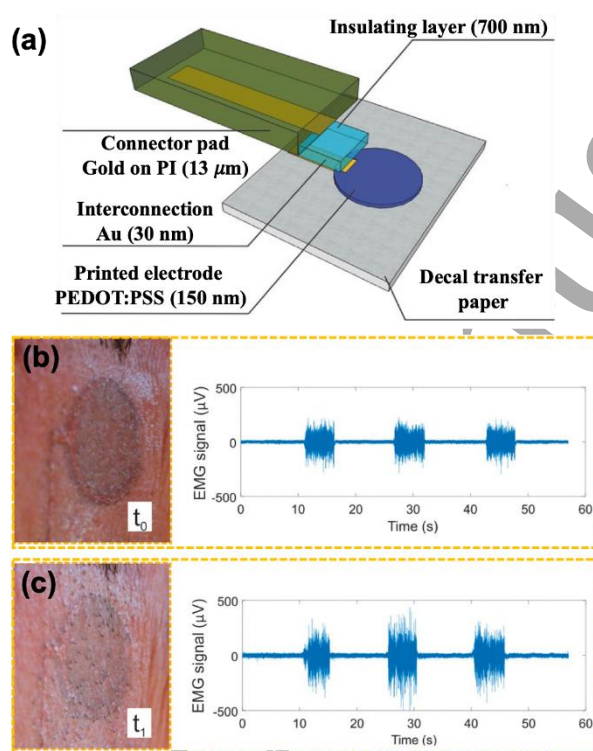 (a)
Insulating layer (700 nm)
Connector pad
Gold on PI (13 μm)
Interconnection
Au (30 nm)
Printed electrode
PEDOT:PSS (150 nm)
Decal transfer
paper
(b)
t0
EMG signal (μV)
500
0
-500
0 10 20 30 40 50 60
Time (s)
(c)
t1
EMG signal (μV)
500
0
-500
0 10 20 30 40 50 60
Time (s)